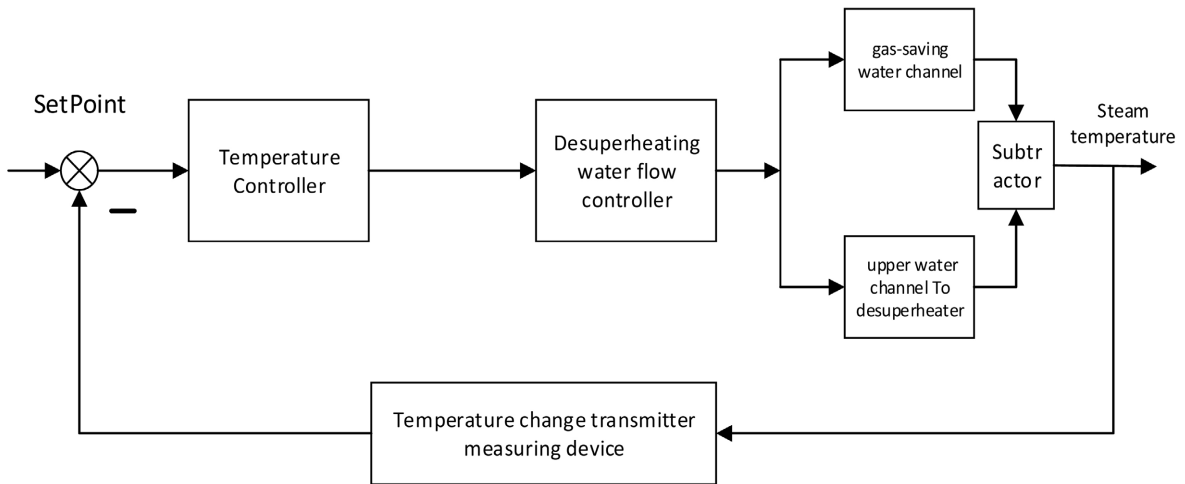 SetPoint
Temperature
Controller
Desuperheating
water flow
controller
gas-saving
water channel
Subtr
actor
Steam
temperature
upper water
channel To
desuperheater
Temperature change transmitter
measuring device